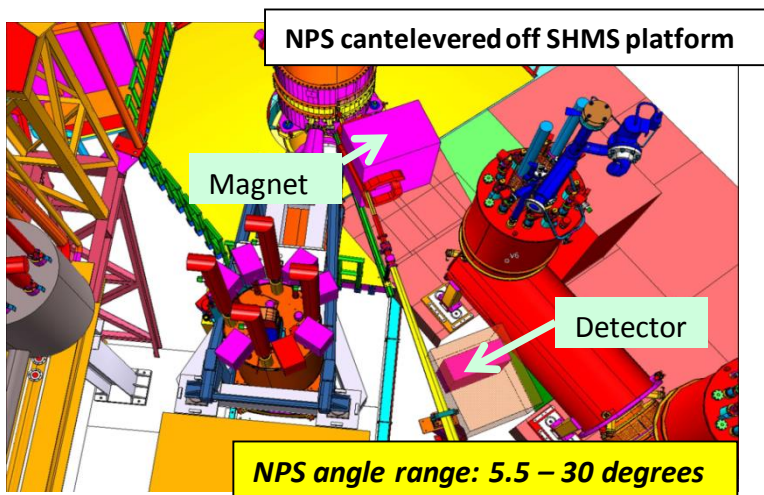 NPS cantelevered off SHMS platform
Magnet
Detector
NPS angle range: 5.5 – 30 degrees